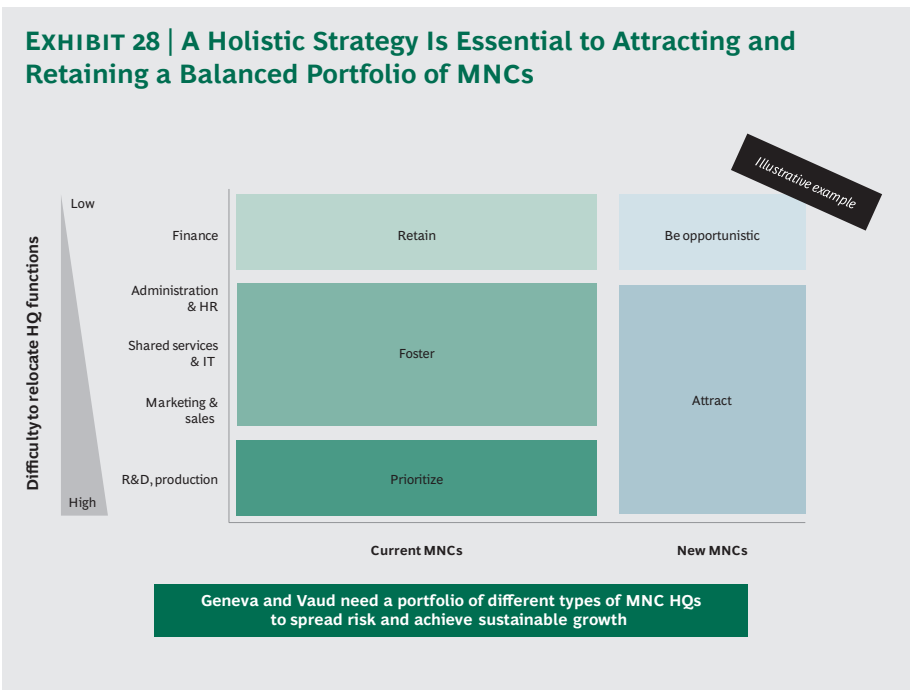 EXHIBIT 28 | A Holistic Strategy Is Essential to Attracting and
Retaining a Balanced Portfolio of MNCs
Illustrative example
Difficulty to relocate HQ functions
Low
High
Finance
Administration
& HR
Shared services
& IT
Marketing &
sales
R&D, production
Retain
Be opportunistic
Foster
Attract
Prioritize
Current MNCs
New MNCs
Geneva and Vaud need a portfolio of different types of MNC HQs
to spread risk and achieve sustainable growth